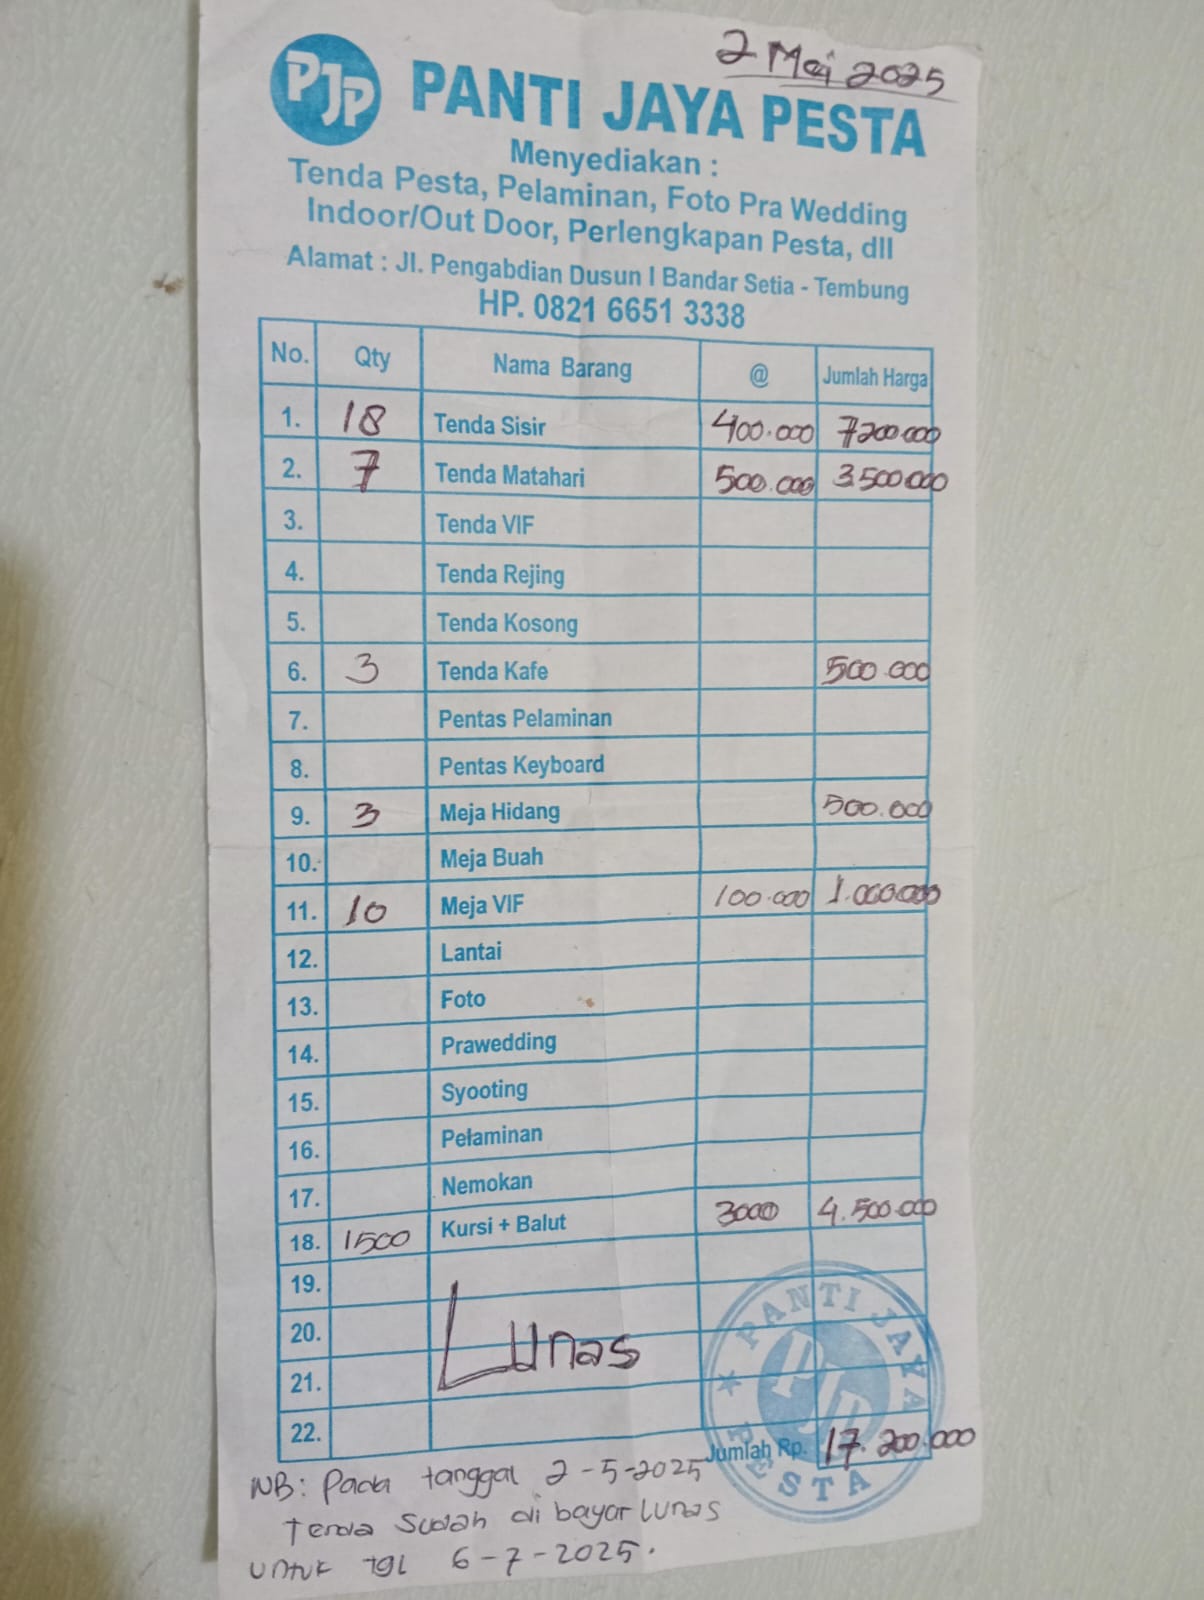 2 Mei 2025
PJP PANTI JAYA PESTA
Menyediakan :
Tenda Pesta, Pelaminan, Foto Pra Wedding
Indoor/Out Door, Perlengkapan Pesta, dll
Alamat : Jl. Pengabdian Dusun I Bandar Setia - Tembung
HP. 0821 6651 3338
No. Qty Nama Barang @ Jumlah Harga
1. 18 Tenda Sisir 400.000 7200.000
2. 7 Tenda Matahari 500.000 3.500.000
3. Tenda VIF
4. Tenda Rejing
5. Tenda Kosong
6. 3 Tenda Kafe 500.000
7. Pentas Pelaminan
8. Pentas Keyboard
9. 3 Meja Hidang 500.000
10. Meja Buah
11. 10 Meja VIF 100.000 1.000.000
12. Lantai
13. Foto
14. Prawedding
15. Syooting
16. Pelaminan
17. Nemokan
18. 1500 Kursi + Balut 3000 4.500.000
19.
20. Lunas
21.
22.
PANTI JAYA PESTA PJP
Jumlah Rp. 17.200.000
NB: Pada tanggal 2-5-2025
Tenda Sudah di bayar Lunas
untuk tgl 6-7-2025.